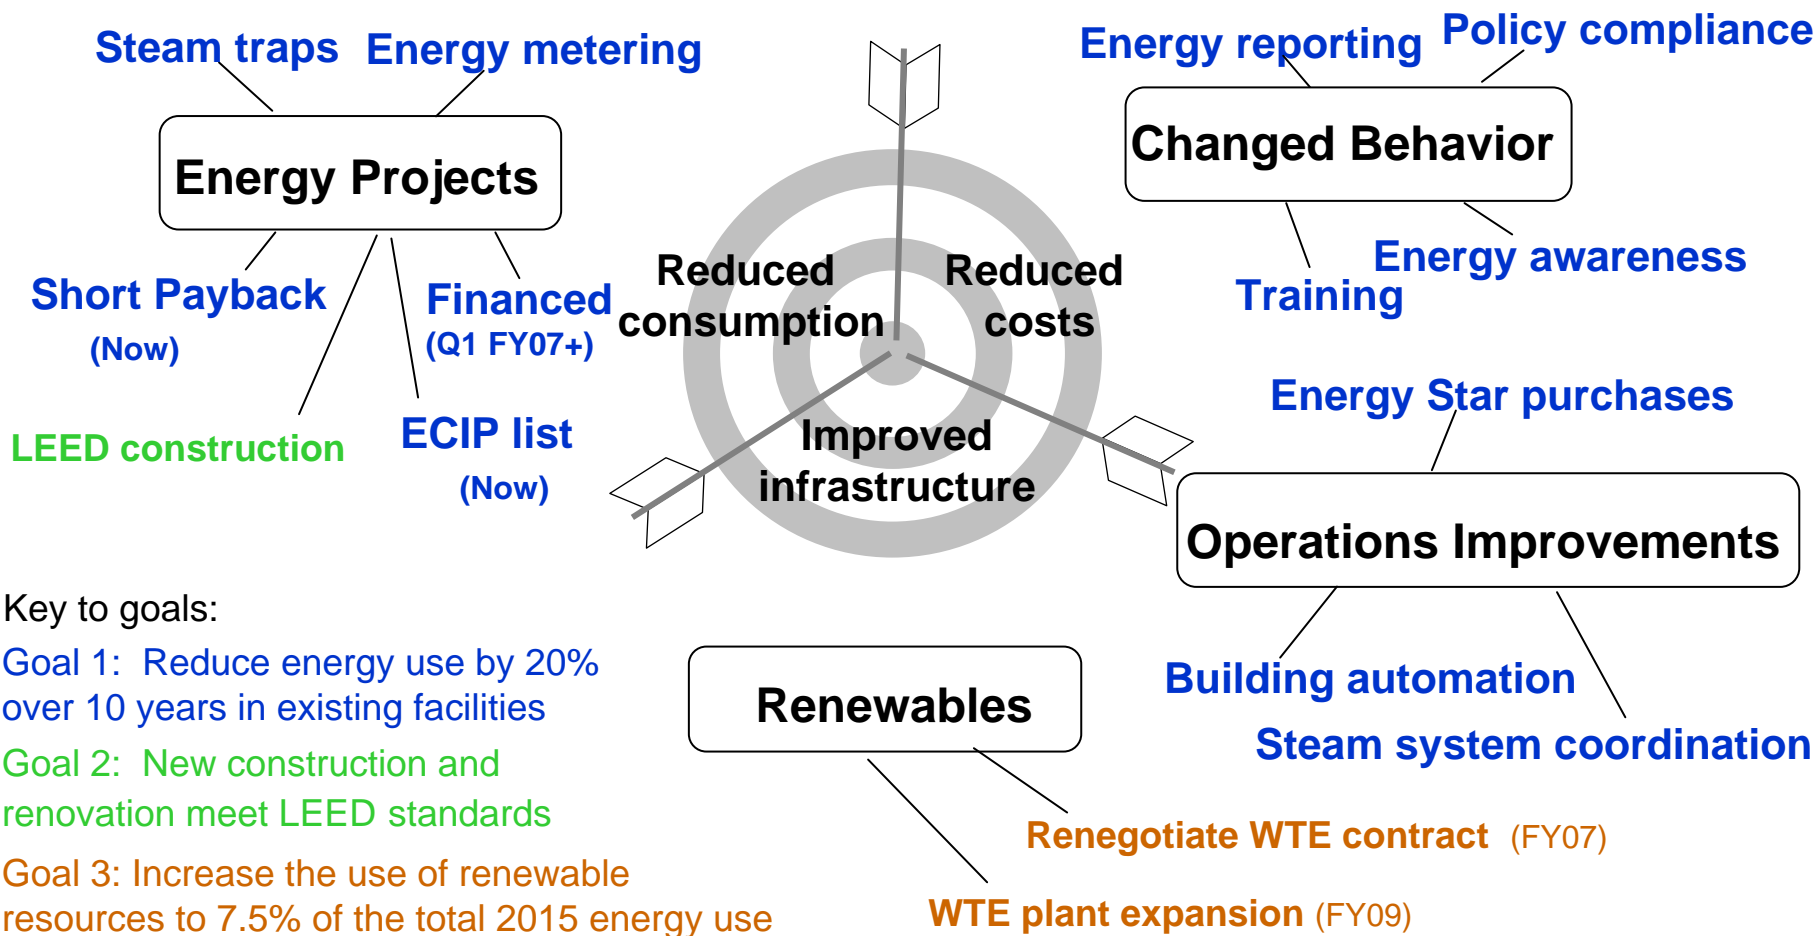 Steam traps
Energy metering
Energy Projects
Short Payback
(Now)
Financed
(Q1 FY07+)
LEED construction
ECIP list
(Now)
Reduced
consumption
Reduced
costs
Improved
infrastructure
Energy reporting
Policy compliance
Changed Behavior
Energy awareness
Training
Energy Star purchases
Operations Improvements
Building automation
Steam system coordination
Renewables
Renegotiate WTE contract (FY07)
WTE plant expansion (FY09)
Key to goals:
Goal 1: Reduce energy use by 20%
over 10 years in existing facilities
Goal 2: New construction and
renovation meet LEED standards
Goal 3: Increase the use of renewable
resources to 7.5% of the total 2015 energy use